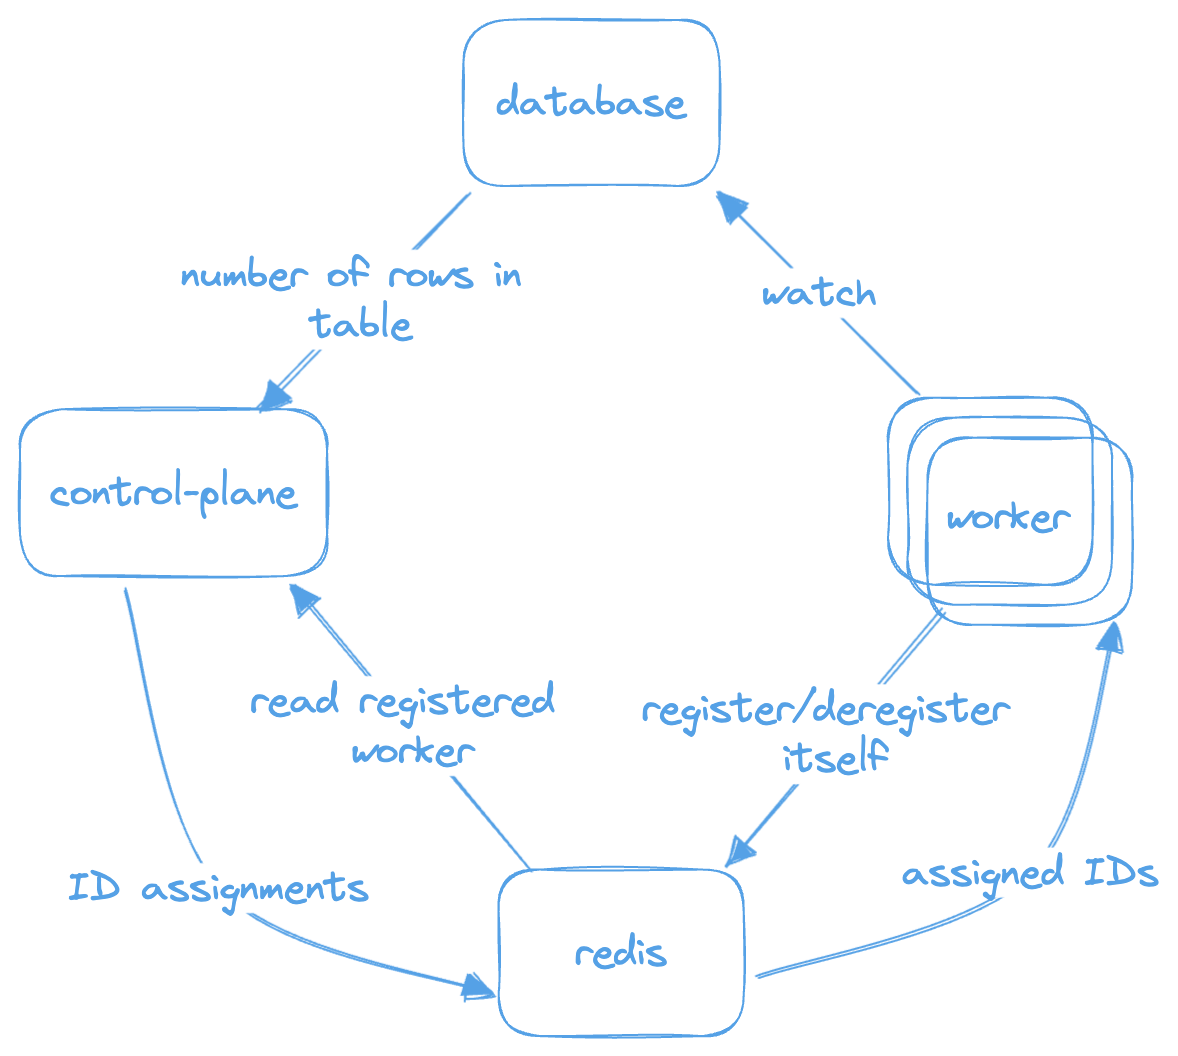 database
number of rows in
table
watch
control-plane
worker
read registered
worker
register/deregister
itself
ID assignments
assigned IDs
redis